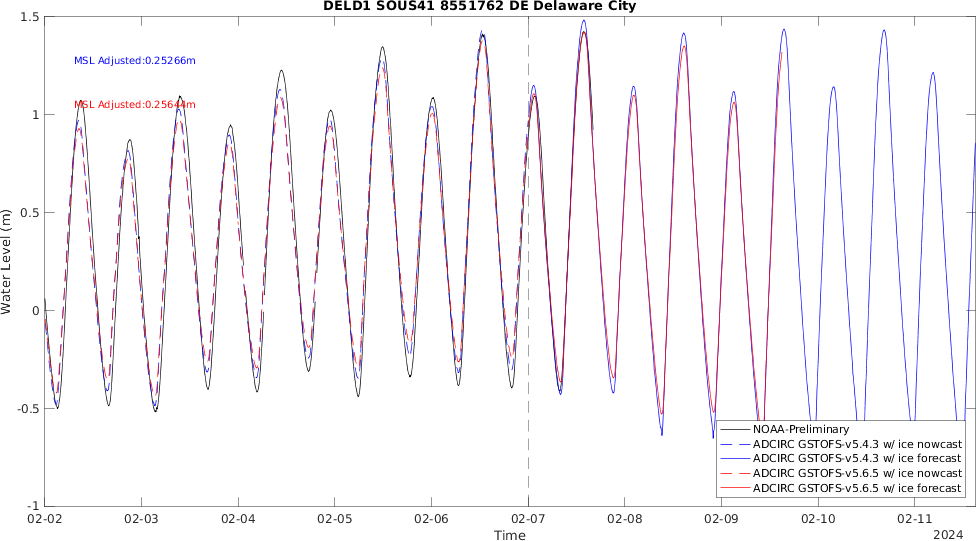 DELD1 SOUS41 8551762 DE Delaware City
MSL Adjusted:0.25266m
MSL Adjusted:0.25644m
Water Level (m)
1.5
1
0.5
0
-0.5
-1
NOAA-Preliminary
ADCIRC GSTOFS-v5.4.3 w/ ice nowcast
ADCIRC GSTOFS-v5.4.3 w/ ice forecast
ADCIRC GSTOFS-v5.6.5 w/ ice nowcast
ADCIRC GSTOFS-v5.6.5 w/ ice forecast
02-02 02-03 02-04 02-05 02-06 02-07 02-08 02-09 02-10 02-11
Time
2024